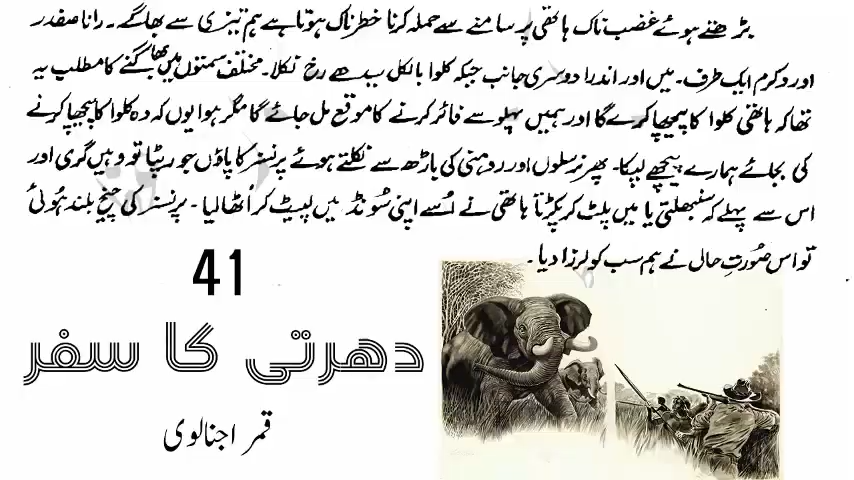 بڑھتے ہوئے غضب ناک ہاتھی پر سامنے سے حملہ کرنا خطرناک ہوتا ہے ہم تیزی سے بھاگے۔ رانا صفدر
اور وکرم ایک طرف۔ میں اور اندرا دوسری جانب جبکہ کلوا بالکل سیدھے رخ نکلا۔ مختلف سمتوں میں بھاگنے کا مطلب یہ
تھا کہ ہاتھی کلوا کا پیچھا کرے گا اور ہمیں پہلو سے فائر کرنے کا موقع مل جائے گا مگر ہوا یوں کہ وہ کلوا کا پیچھا کرنے
کی بجائے ہمارے پیچھے لپکا۔ پھر نرسلوں اور روہنی کی باڑھ سے نکلتے ہوئے پرنسز کا پاؤں جو رپٹا تو وہیں گری اور
اس سے پہلے کہ سنبھلتی یا میں پلٹ کر پکڑتا ہاتھی نے اُسے اپنی سُونڈ میں لپیٹ کر اُٹھا لیا۔ پرنسز کی چیخ بلند ہُوئی
تو اس صُورتِ حالی نے ہم سب کو لرزا دیا۔
41
دھرتی کا سفر
قمر اجنالوی